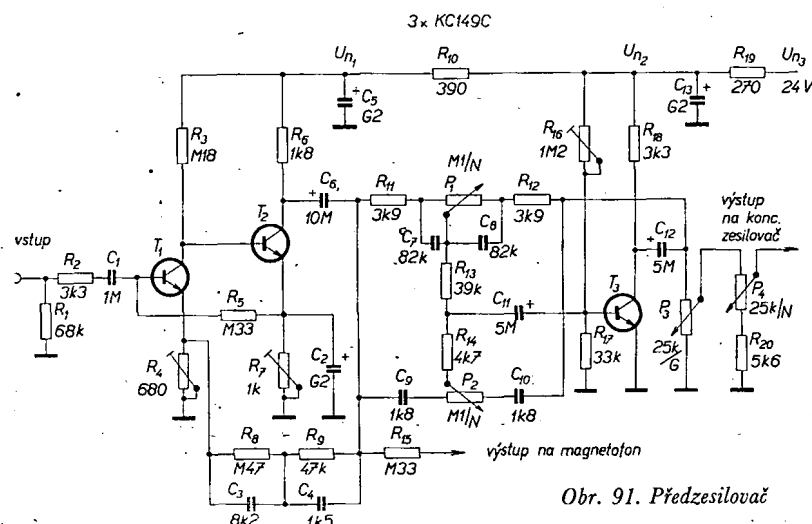 3x KC149C
Un1
R10
390
Un2
R19
270
Un3
24V
+
C5
G2
C13
+
G2
R3
M18
R6
1k8
R16
1M2
R18
3k3
C6
+
10M
R11
3k9
M1/N
P1
R12
3k9
výstup
na konc.
zesilovač
C7
82k
C8
82k
T2
vstup
T1
R2
3k3
C1
1M
R1
68k
R5
M33
R13
39k
C11
+
5M
C12
+
5M
T3
P3
25k
/G
P4
25k/N
R4
680
R7
1k
C2
+
G2
R14
4k7
R17
33k
R20
5k6
C9
1k8
P2
M1/N
C10
1k8
R8
M47
R9
47k
R15
M33
výstup na magnetofon
C3
8k2
C4
1k5
Obr. 91. Předzesilovač